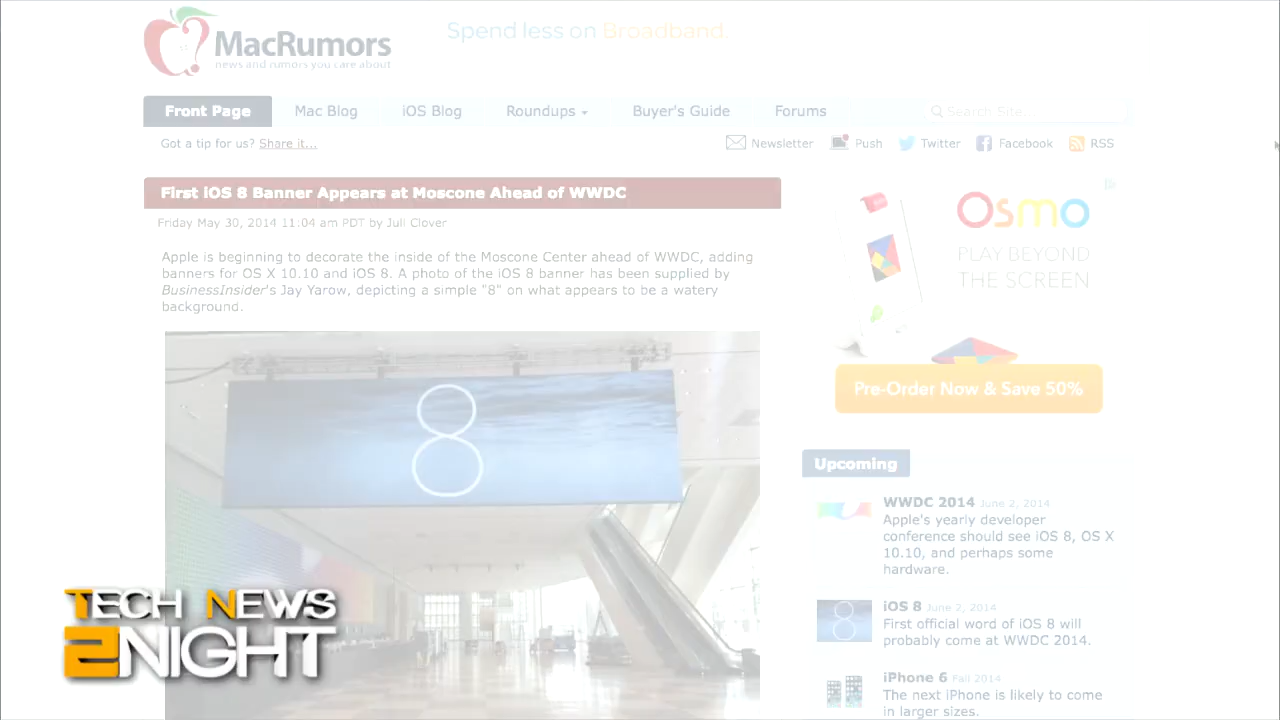 MacRumors
news and rumors you care about
Spend less on Broadband.
Front Page
Mac Blog
iOS Blog
Roundups
Buyer's Guide
Forums
Search Site...
Got a tip for us? Share it...
Newsletter
Push
Twitter
Facebook
RSS
First iOS 8 Banner Appears at Moscone Ahead of WWDC
Friday May 30, 2014 11:04 am PDT by Juli Clover
Apple is beginning to decorate the inside of the Moscone Center ahead of WWDC, adding
banners for OS X 10.10 and iOS 8. A photo of the iOS 8 banner has been supplied by
BusinessInsider's Jay Yarow, depicting a simple "8" on what appears to be a watery
background.
8
Osmo
PLAY BEYOND
THE SCREEN
Pre-Order Now & Save 50%
Upcoming
WWDC 2014 June 2, 2014
Apple's yearly developer
conference should see iOS 8, OS X
10.10, and perhaps some
hardware.
8
iOS 8 June 2, 2014
First official word of iOS 8 will
probably come at WWDC 2014.
iPhone 6 Fall 2014
The next iPhone is likely to come
in larger sizes.
TECH NEWS
2NIGHT